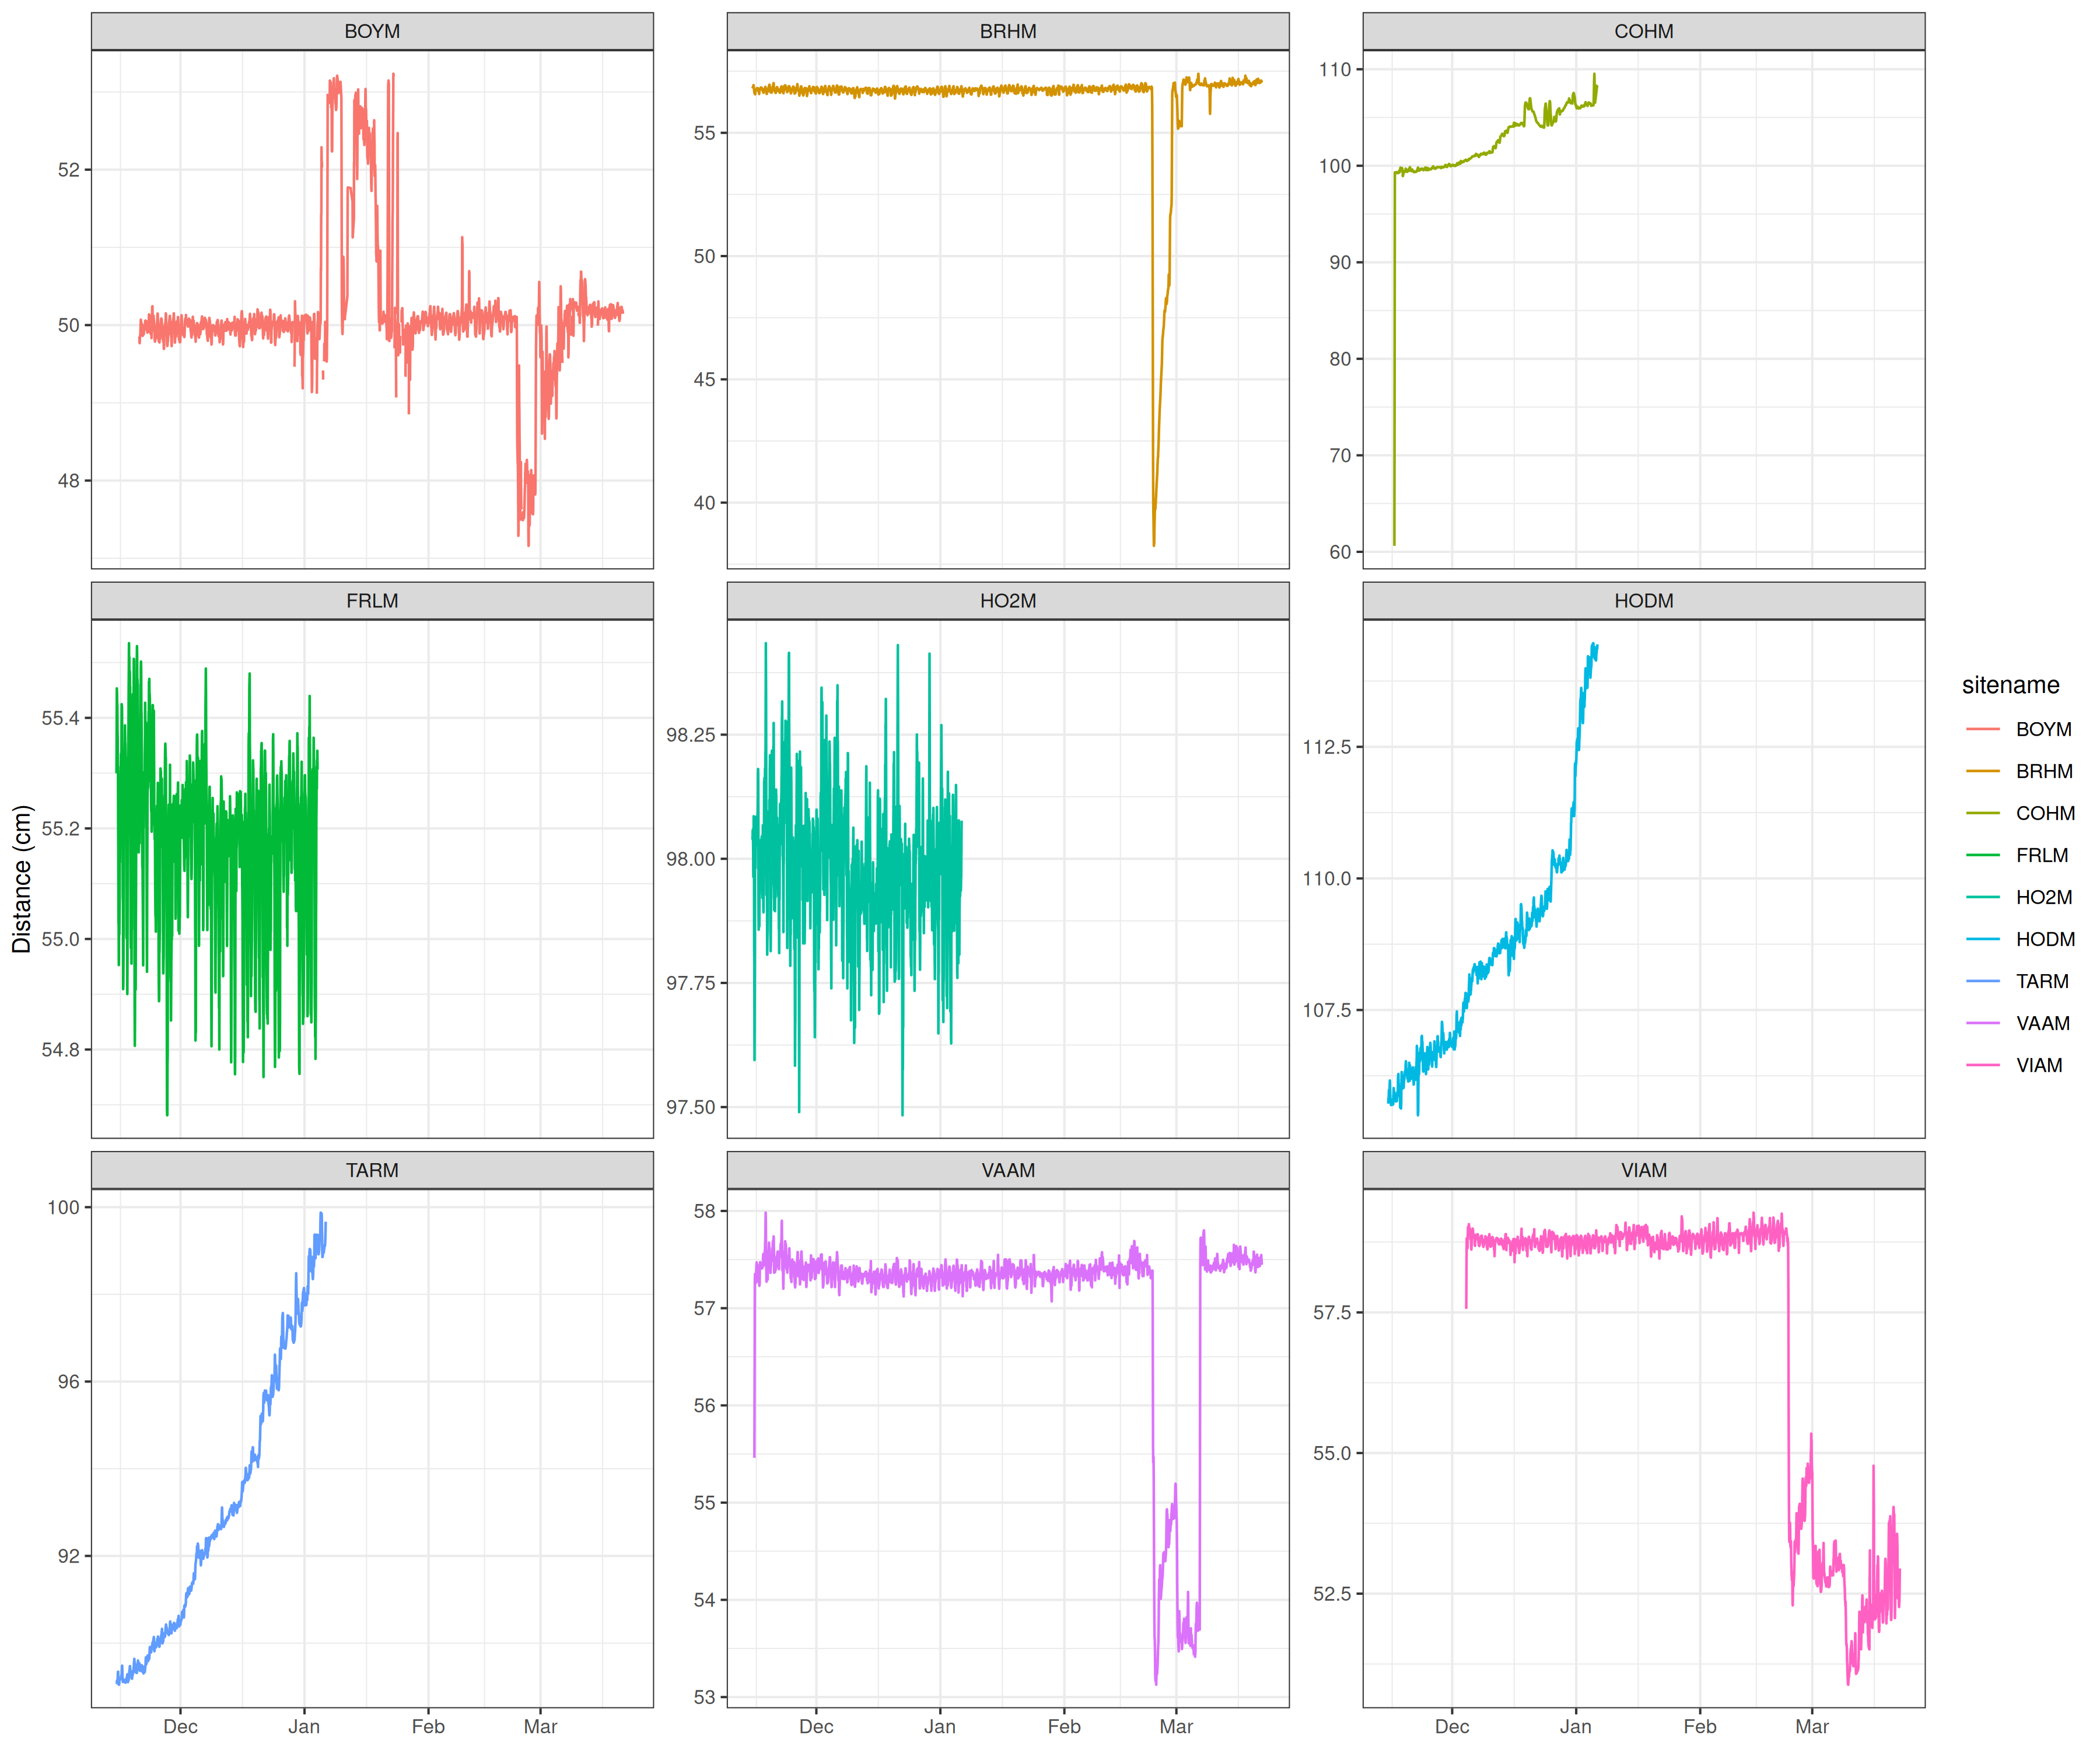 BOYM
BRHM
COHM
52
50
48
55
50
45
40
110
100
90
80
70
60
FRLM
HO2M
HODM
Distance (cm)
55.4
55.2
55.0
54.8
98.25
98.00
97.75
97.50
112.5
110.0
107.5
TARM
VAAM
VIAM
100
96
92
58
57
56
55
54
53
57.5
55.0
52.5
Dec Jan Feb Mar
Dec Jan Feb Mar
Dec Jan Feb Mar
sitename
BOYM
BRHM
COHM
FRLM
HO2M
HODM
TARM
VAAM
VIAM